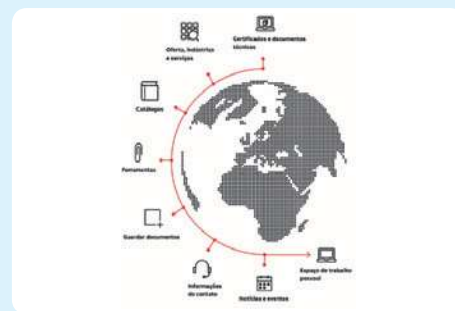 Certificados e documentos
técnicos
Oferta, indústrias
e serviços
Catálogos
Ferramentas
Guardar documentos
Informações
de contato
Notícias e eventos
Espaço de trabalho
pessoal